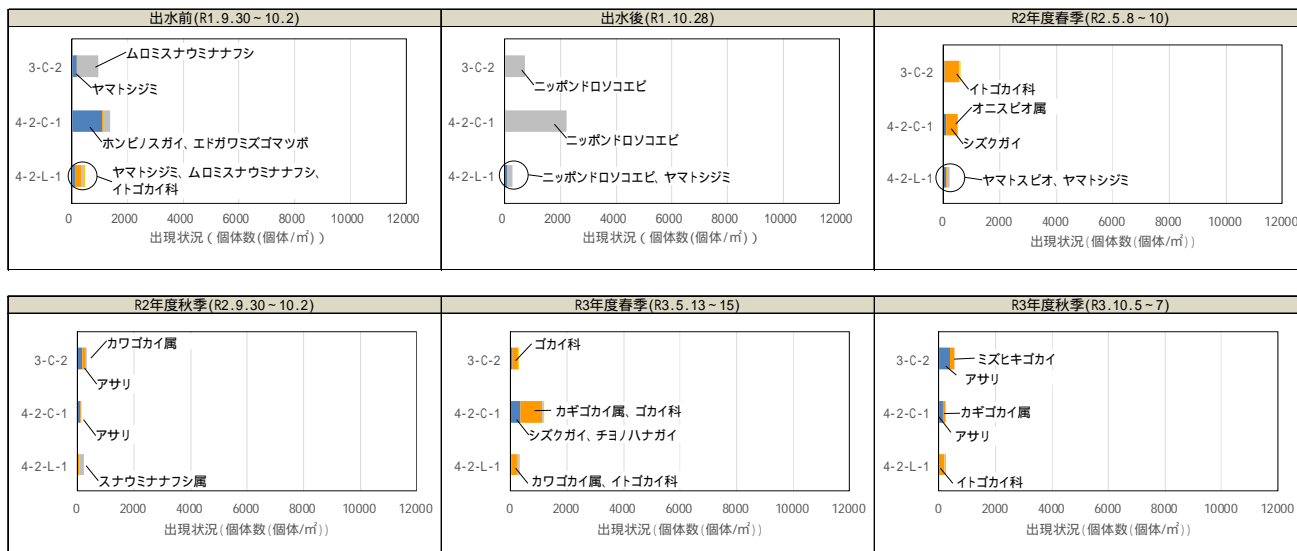 出水前(R1.9.30～10.2)
3-C-2
4-2-C-1
4-2-L-1
ムロミスナウミナナフシ
ヤマトシジミ
ホンビノスガイ、エドガワミズゴマツボ
ヤマトシジミ、ムロミスナウミナナフシ、
イトゴカイ科
0 2000 4000 6000 8000 10000 12000
出現状況（個体数(個体/㎡)）
出水後(R1.10.28)
3-C-2
4-2-C-1
4-2-L-1
ニッポンドロソコエビ
ニッポンドロソコエビ
ニッポンドロソコエビ、ヤマトシジミ
0 2000 4000 6000 8000 10000 12000
出現状況（個体数(個体/㎡)）
R2年度春季(R2.5.8～10)
3-C-2
4-2-C-1
4-2-L-1
イトゴカイ科
オニスピオ属
シズクガイ
ヤマトスピオ、ヤマトシジミ
0 2000 4000 6000 8000 10000 12000
出現状況(個体数(個体/㎡))
R2年度秋季(R2.9.30～10.2)
3-C-2
4-2-C-1
4-2-L-1
カワゴカイ属
アサリ
アサリ
スナウミナナフシ属
0 2000 4000 6000 8000 10000 12000
出現状況(個体数(個体/㎡))
R3年度春季(R3.5.13～15)
3-C-2
4-2-C-1
4-2-L-1
ゴカイ科
カギゴカイ属、ゴカイ科
シズクガイ、チヨノハナガイ
カワゴカイ属、イトゴカイ科
0 2000 4000 6000 8000 10000 12000
出現状況(個体数(個体/㎡))
R3年度秋季(R3.10.5～7)
3-C-2
4-2-C-1
4-2-L-1
ミズヒキゴカイ
アサリ
カギゴカイ属
アサリ
イトゴカイ科
0 2000 4000 6000 8000 10000 12000
出現状況(個体数(個体/㎡))